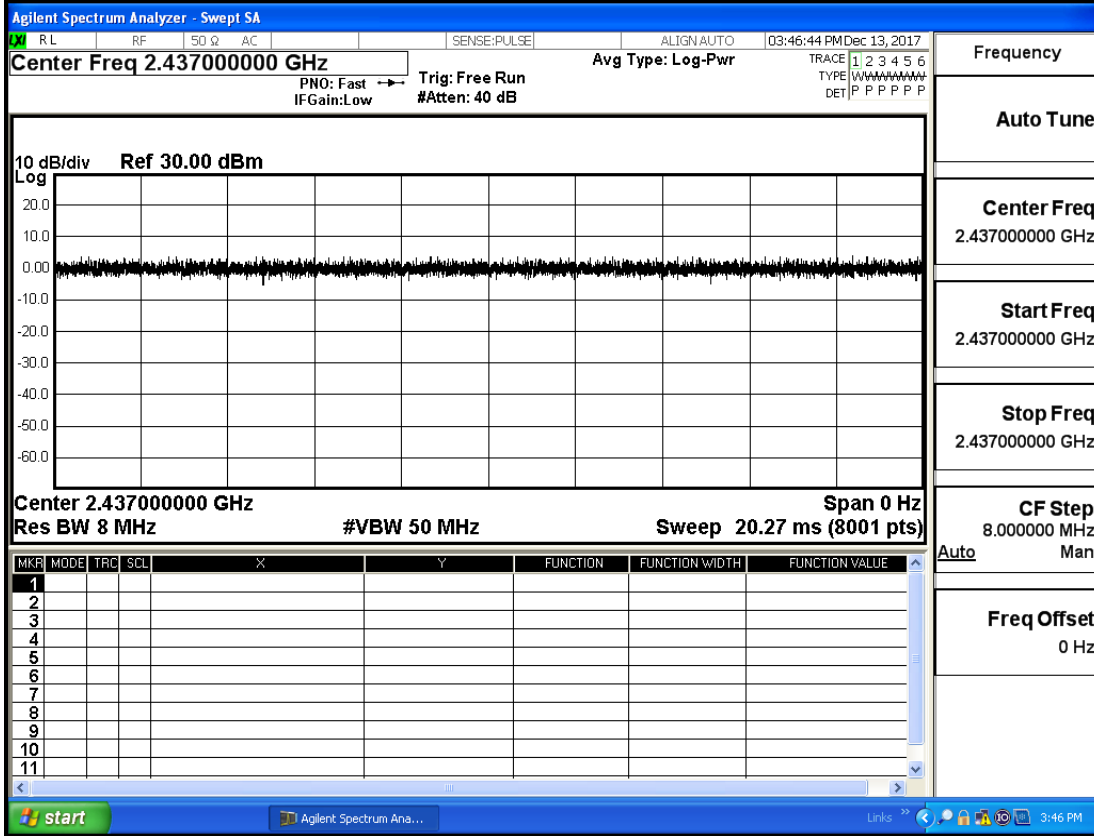 Agilent Spectrum Analyzer - Swept SA
LXI RL RF 50 Ω AC SENSE:PULSE ALIGN AUTO 03:46:44 PM Dec 13, 2017
Center Freq 2.437000000 GHz
Avg Type: Log-Pwr
TRACE 1 2 3 4 5 6
PNO: Fast
Trig: Free Run
TYPE WWWWWW
IFGain:Low
#Atten: 40 dB
DET P P P P P P
10 dB/div Ref 30.00 dBm
Log
20.0
10.0
0.00
-10.0
-20.0
-30.0
-40.0
-50.0
-60.0
Center 2.437000000 GHz Span 0 Hz
Res BW 8 MHz #VBW 50 MHz Sweep 20.27 ms (8001 pts)
MKR MODE TRC SCL X Y FUNCTION FUNCTION WIDTH FUNCTION VALUE
1
2
3
4
5
6
7
8
9
10
11
Frequency
Auto Tune
Center Freq
2.437000000 GHz
Start Freq
2.437000000 GHz
Stop Freq
2.437000000 GHz
CF Step
8.000000 MHz
Auto Man
Freq Offset
0 Hz
start Agilent Spectrum Ana... Links » 3:46 PM